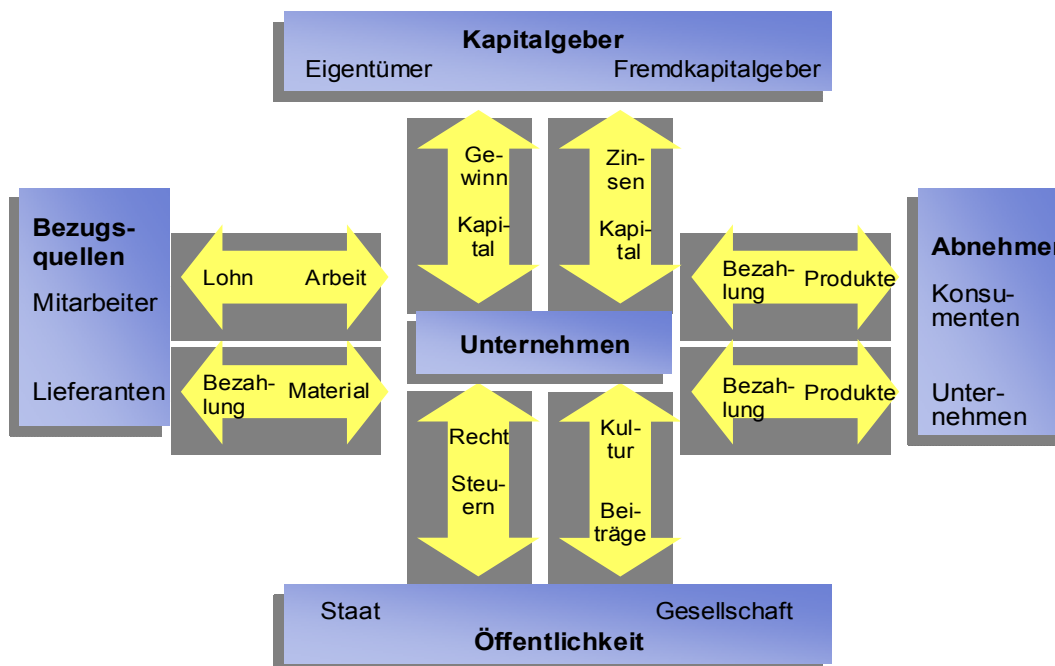 Kapitalgeber
Eigentümer Fremdkapitalgeber
Ge-
winn
Kapi-
tal
Zin-
sen
Kapi-
tal
Bezugs-
quellen
Mitarbeiter
Lieferanten
Lohn Arbeit
Bezah-
lung
Material
Unternehmen
Bezah-
lung
Produkte
Bezah-
lung
Produkte
Abnehmer
Konsu-
menten
Unter-
nehmen
Recht
Steu-
ern
Kul-
tur
Bei-
träge
Staat Gesellschaft
Öffentlichkeit